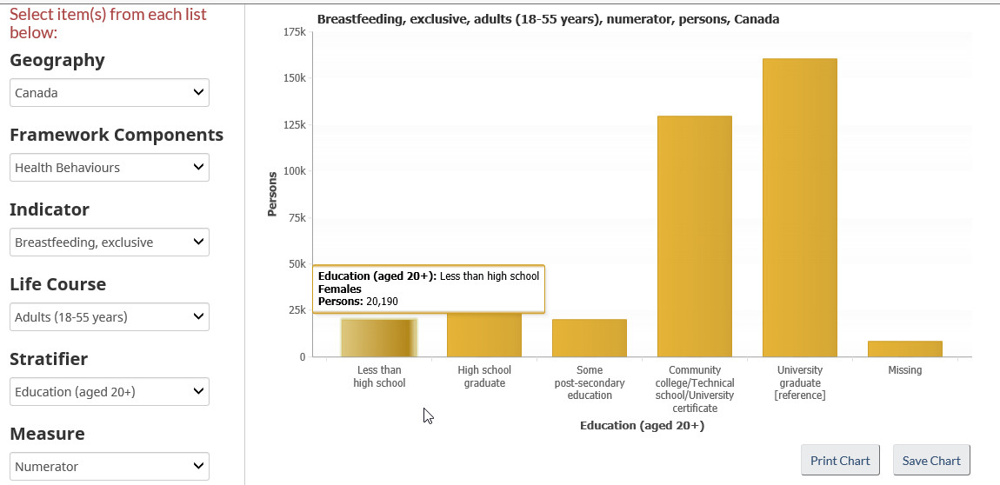 Select item(s) from each list
below:
Geography
Canada
Framework Components
Health Behaviours
Indicator
Breastfeeding, exclusive
Life Course
Adults (18-55 years)
Stratifier
Education (aged 20+)
Measure
Numerator
Breastfeeding, exclusive, adults (18-55 years), numerator, persons, Canada
Persons
175k
150k
125k
100k
75k
50k
25k
0
Education (aged 20+): Less than high school
Females
Persons: 20,190
Less than
high school
High school
graduate
Some
post-secondary
education
Community
college/Technical
school/University
certificate
University
graduate
[reference]
Missing
Education (aged 20+)
Print Chart
Save Chart